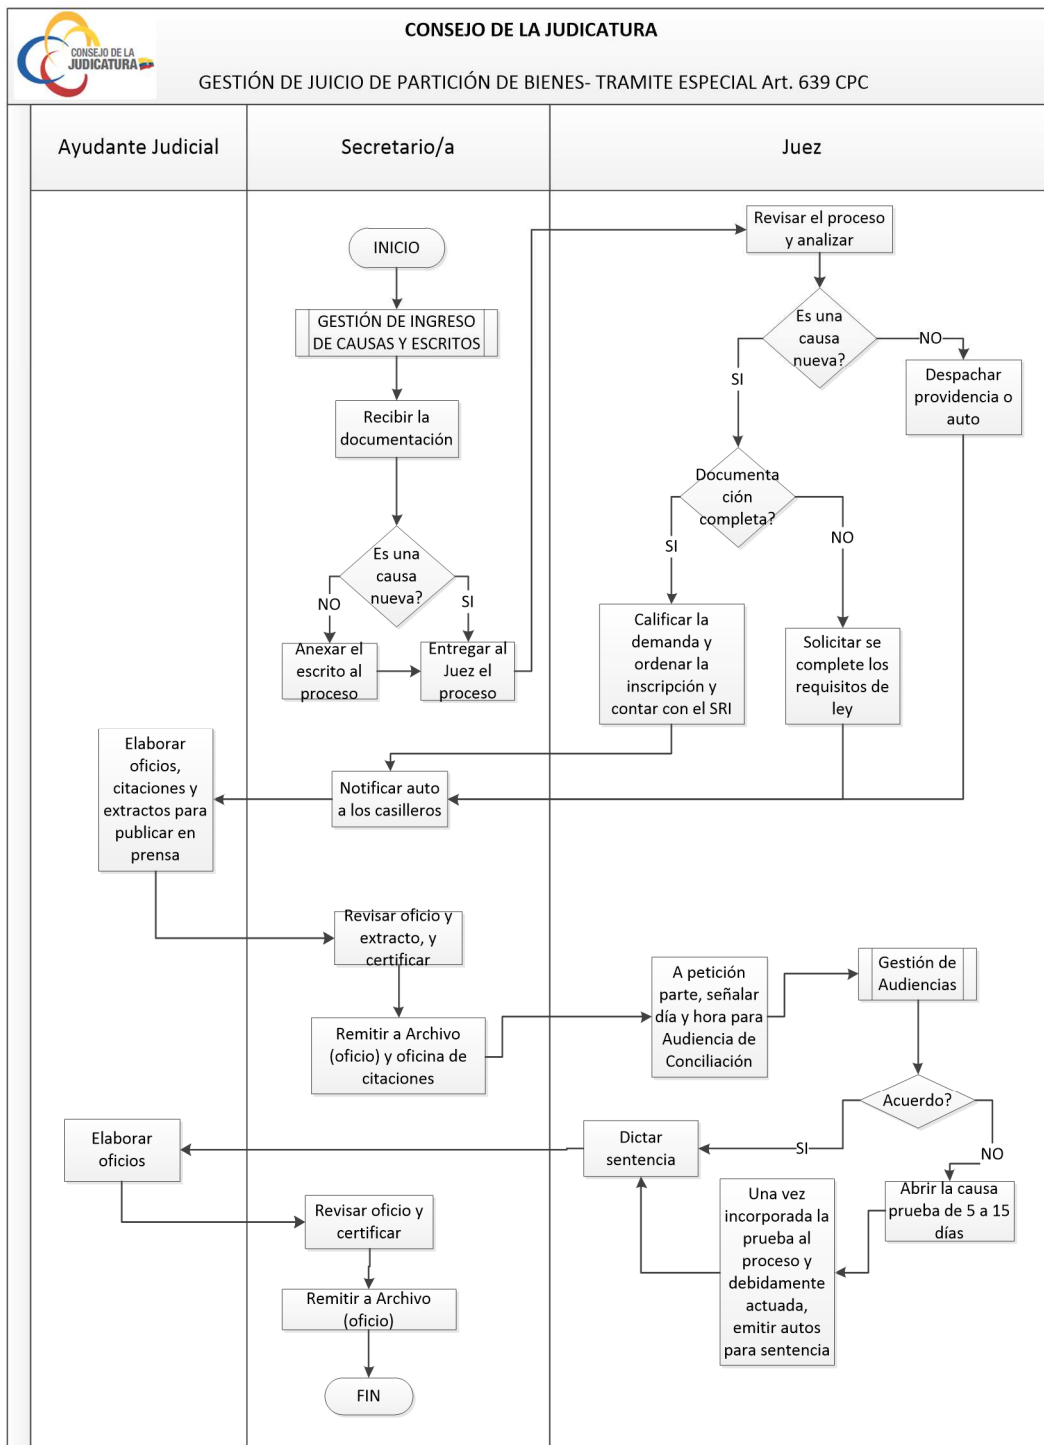 CONSEJO DE LA
JUDICATURA
CONSEJO DE LA JUDICATURA
GESTIÓN DE JUICIO DE PARTICIÓN DE BIENES- TRAMITE ESPECIAL Art. 639 CPC
Ayudante Judicial
Secretario/a
Juez
INICIO
GESTIÓN DE INGRESO
DE CAUSAS Y ESCRITOS
Recibir la
documentación
Es una
causa
nueva?
NO
SI
Anexar el
escrito al
proceso
Entregar al
Juez el
proceso
Revisar el proceso
y analizar
Es una
causa
nueva?
NO
SI
Despachar
providencia o
auto
Documenta
ción
completa?
SI
NO
Calificar la
demanda y
ordenar la
inscripción y
contar con el SRI
Solicitar se
complete los
requisitos de
ley
Notificar auto
a los casilleros
Elaborar
oficios,
citaciones y
extractos para
publicar en
prensa
Revisar oficio y
extracto, y
certificar
Remitir a Archivo
(oficio) y oficina de
citaciones
A petición
parte, señalar
día y hora para
Audiencia de
Conciliación
Gestión de
Audiencias
Acuerdo?
SI
NO
Abrir la causa
prueba de 5 a 15
días
Una vez
incorporada la
prueba al
proceso y
debidamente
actuada,
emitir autos
para sentencia
Dictar
sentencia
Elaborar
oficios
Revisar oficio y
certificar
Remitir a Archivo
(oficio)
FIN